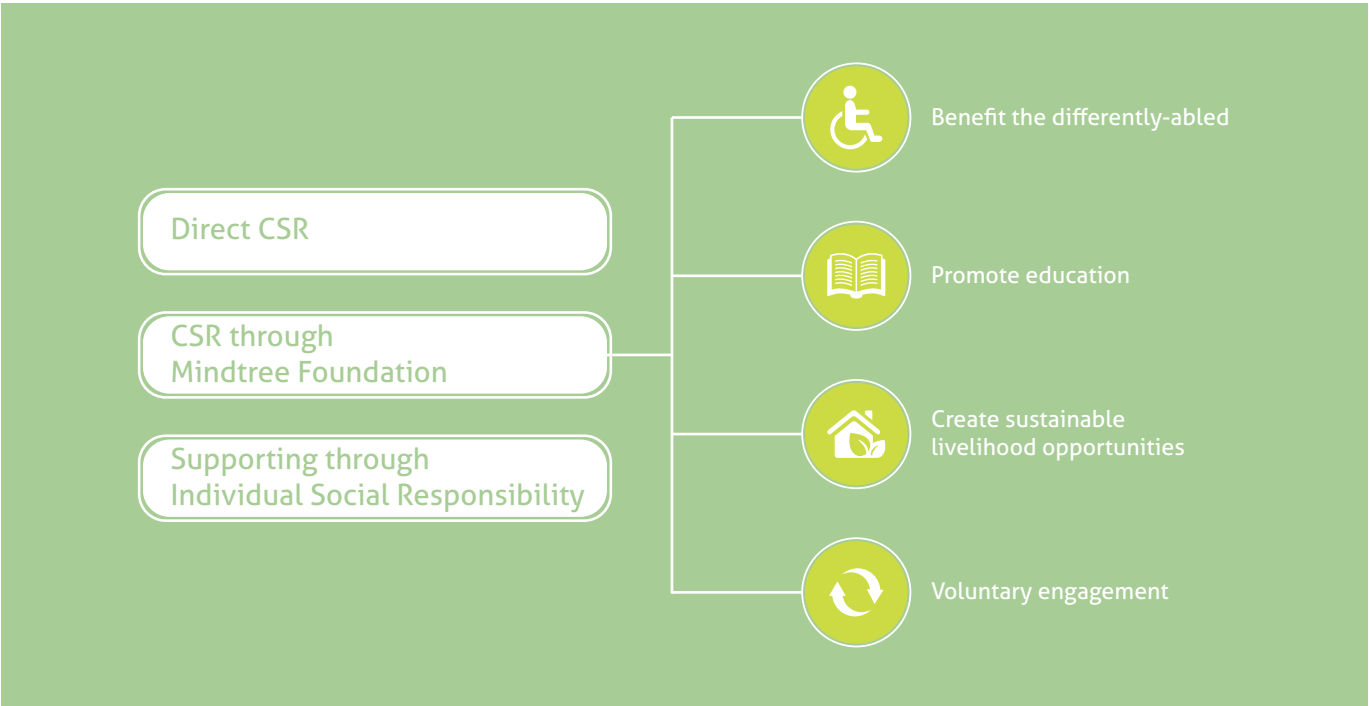 Direct CSR
CSR through
Mindtree Foundation
Supporting through
Individual Social Responsibility
Benefit the differently-abled
Promote education
Create sustainable
livelihood opportunities
Voluntary engagement